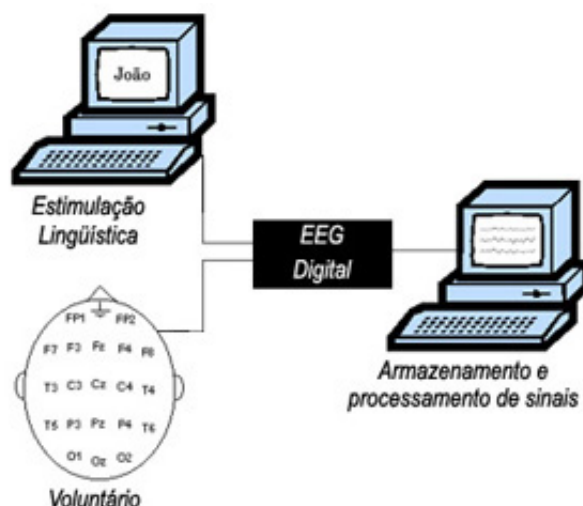 João
Estimulação
Lingüística
EEG
Digital
Armazenamento e
processamento de sinais
FP1 FP2
F7 F3 Fz F4 F8
T3 C3 Cz C4 T4
T5 P3 Pz P4 T6
O1 Oz O2
Voluntário